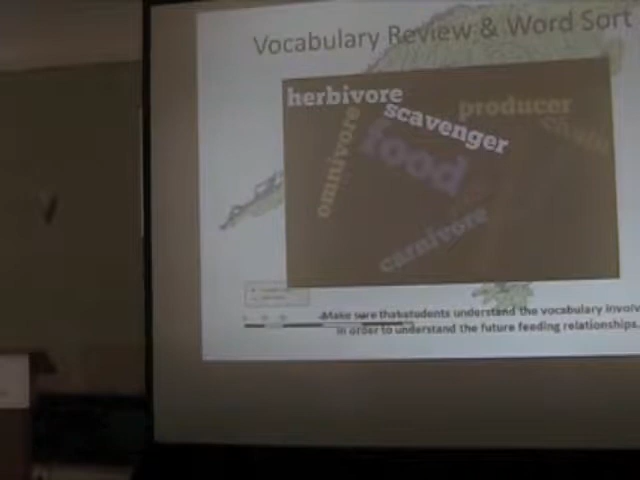 Vocabulary Review & Word Sort
herbivore
scavenger
producer
omnivore
food
carnivore
Make sure that students understand the vocabulary involv
in order to understand the future feeding relationships.